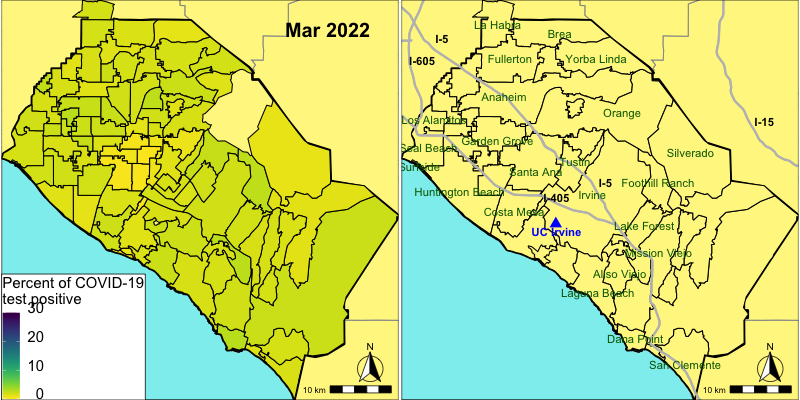 Mar 2022
Percent of COVID-19
test positive
30
20
10
0
N
10 km
La Habra
Brea
I-5
I-605
Fullerton
Yorba Linda
Anaheim
Orange
I-15
Los Alamitos
Garden Grove
Seal Beach
Silverado
Sunside
Tustin
Santa Ana
I-5
Foothill Ranch
Huntington Beach
I-405
Irvine
Costa Mesa
UC Irvine
Lake Forest
Mission Viejo
Aliso Viejo
Laguna Beach
Dana Point
San Clemente
N
10 km